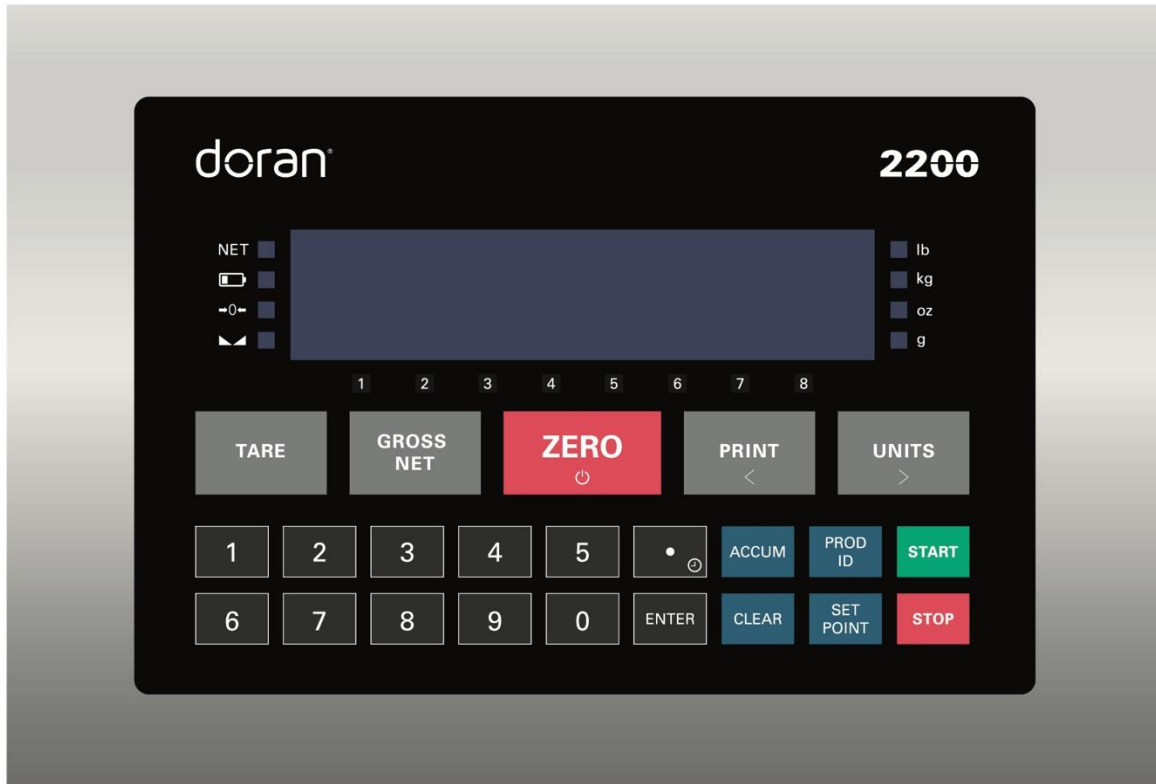 doran®
2200
NET
lb
kg
→0←
oz
g
1 2 3 4 5 6 7 8
TARE
GROSS
NET
ZERO
PRINT
<
UNITS
>
1 2 3 4 5 • ACCUM
PROD
ID
START
6 7 8 9 0 ENTER CLEAR
SET
POINT
STOP